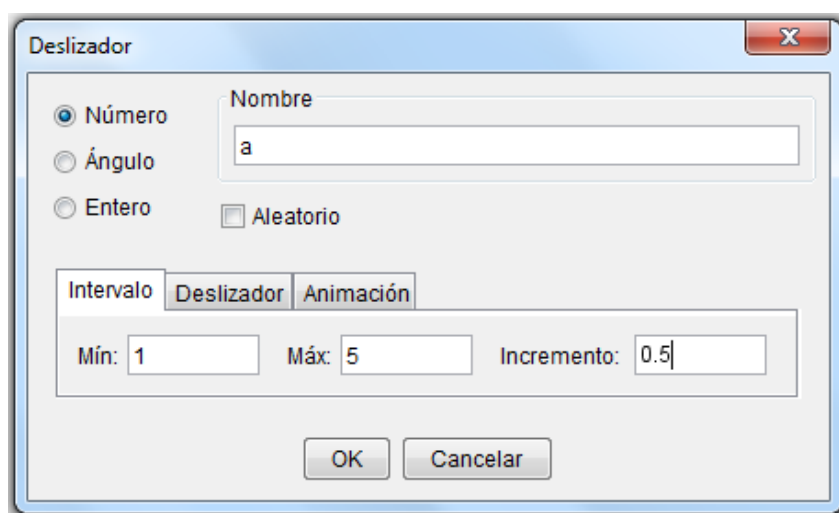 Deslizador
X
Número
Nombre
a
Ángulo
Entero
Aleatorio
Intervalo Deslizador Animación
Mín: 1 Máx: 5 Incremento: 0.5
OK Cancelar